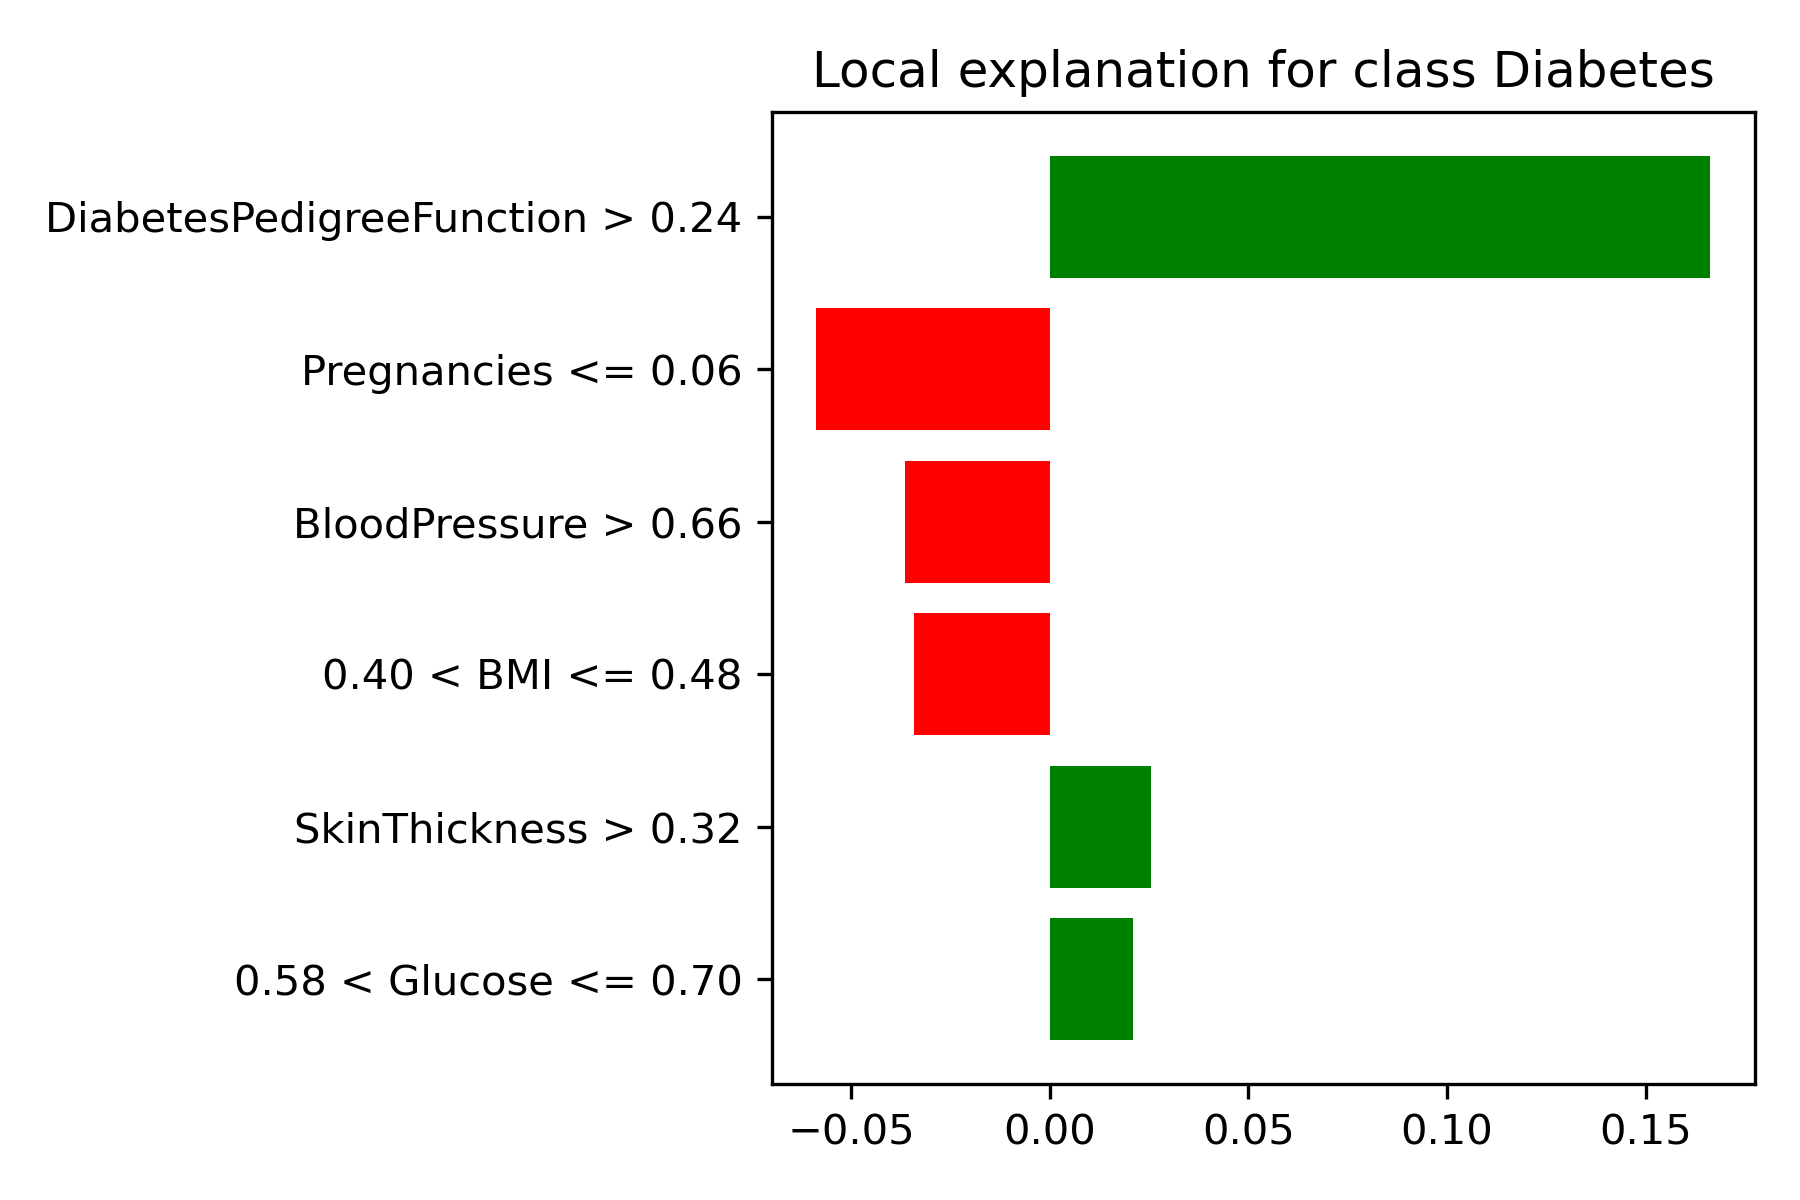 Local explanation for class Diabetes
DiabetesPedigreeFunction > 0.24
Pregnancies <= 0.06
BloodPressure > 0.66
0.40 < BMI <= 0.48
SkinThickness > 0.32
0.58 < Glucose <= 0.70
−0.05 0.00 0.05 0.10 0.15